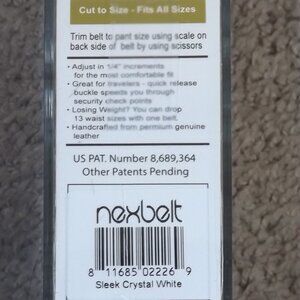 Cut to Size - Fits All Sizes
Trim belt to pant size using scale on
back side of belt by using scissors
• Adjust in 1/4" increments
for the most comfortable fit
• Great for travelers - quick release
buckle speeds you through
security check points
• Losing Weight? You can drop
13 waist sizes with one belt.
• Handcrafted from permium genuine
leather
US PAT. Number 8,689,364
Other Patents Pending
nexbelt
8 11685 02226 9
Sleek Crystal White